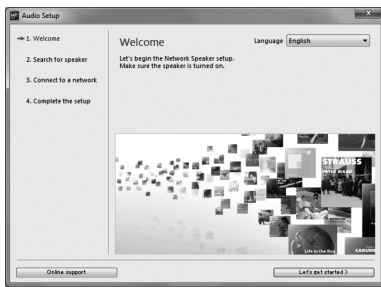 Audio Setup
1. Welcome
2. Search for speaker
3. Connect to a network
4. Complete the setup
Welcome
Language English
Let's begin the Network Speaker setup.
Make sure the speaker is turned on.
STRAUSS
Life in the Box
Online support
Let's get started >